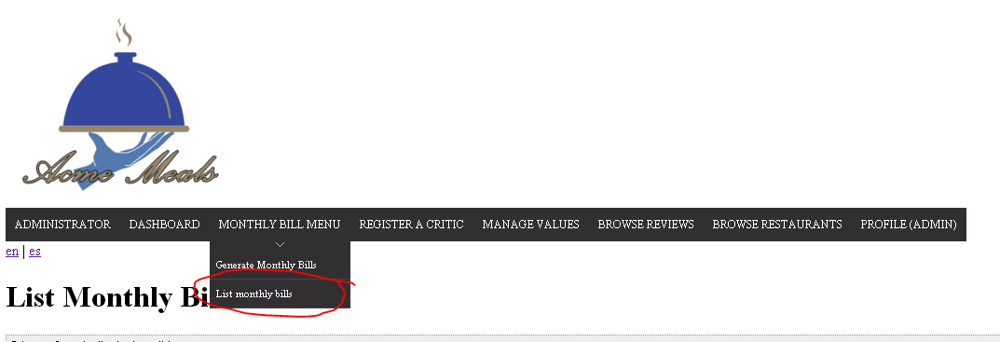 Acme Meals
ADMINISTRATOR DASHBOARD MONTHLY BILL MENU REGISTER A CRITIC MANAGE VALUES BROWSE REVIEWS BROWSE RESTAURANTS PROFILE (ADMIN)
en | es
Generate Monthly Bills
List monthly bills
List Monthly Bi